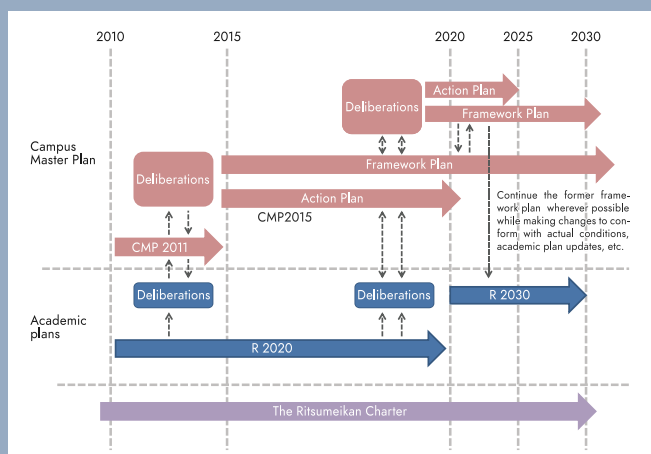 2010 2015 2020 2025 2030
Action Plan
Deliberations
Framework Plan
Campus
Master Plan
Deliberations
Framework Plan
Action Plan
CMP2015
Continue the former frame-
work plan wherever possible
while making changes to con-
form with actual conditions,
academic plan updates, etc.
CMP 2011
Deliberations
Deliberations
R 2030
Academic
plans
R 2020
The Ritsumeikan Charter